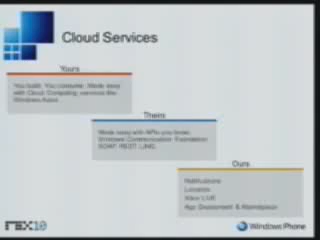 Cloud Services
Yours
You build. You consume. Made easy
with Cloud Computing services like
Windows Azure
Theirs
Made easy with APIs you know.
Windows Communication Foundation
SOAP, REST, LINQ
Ours
Notifications
Location
Xbox LIVE
App Deployment & Marketplace
MIX10
Windows Phone